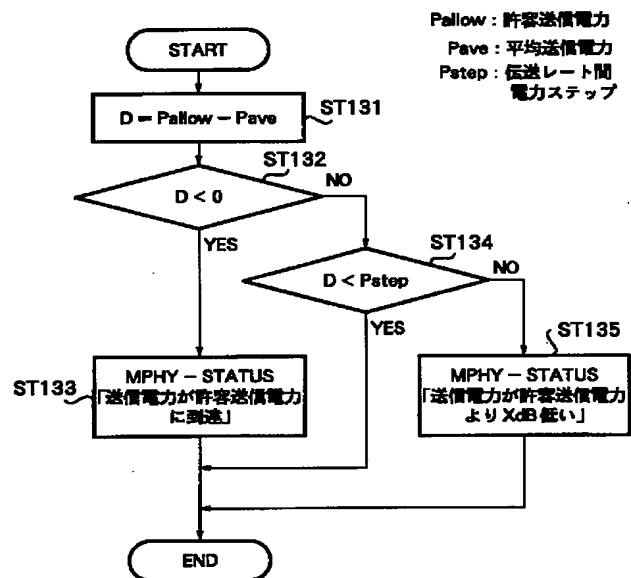 Pallow：許容送信電力
Pave：平均送信電力
Pstep：伝送レート間
電力ステップ
START
D = Pallow − Pave
ST131
ST132
D < 0
NO
YES
ST134
D < Pstep
NO
YES
ST133
MPHY − STATUS
「送信電力が許容送信電力
に到達」
ST135
MPHY − STATUS
「送信電力が許容送信電力
より XdB 低い」
END